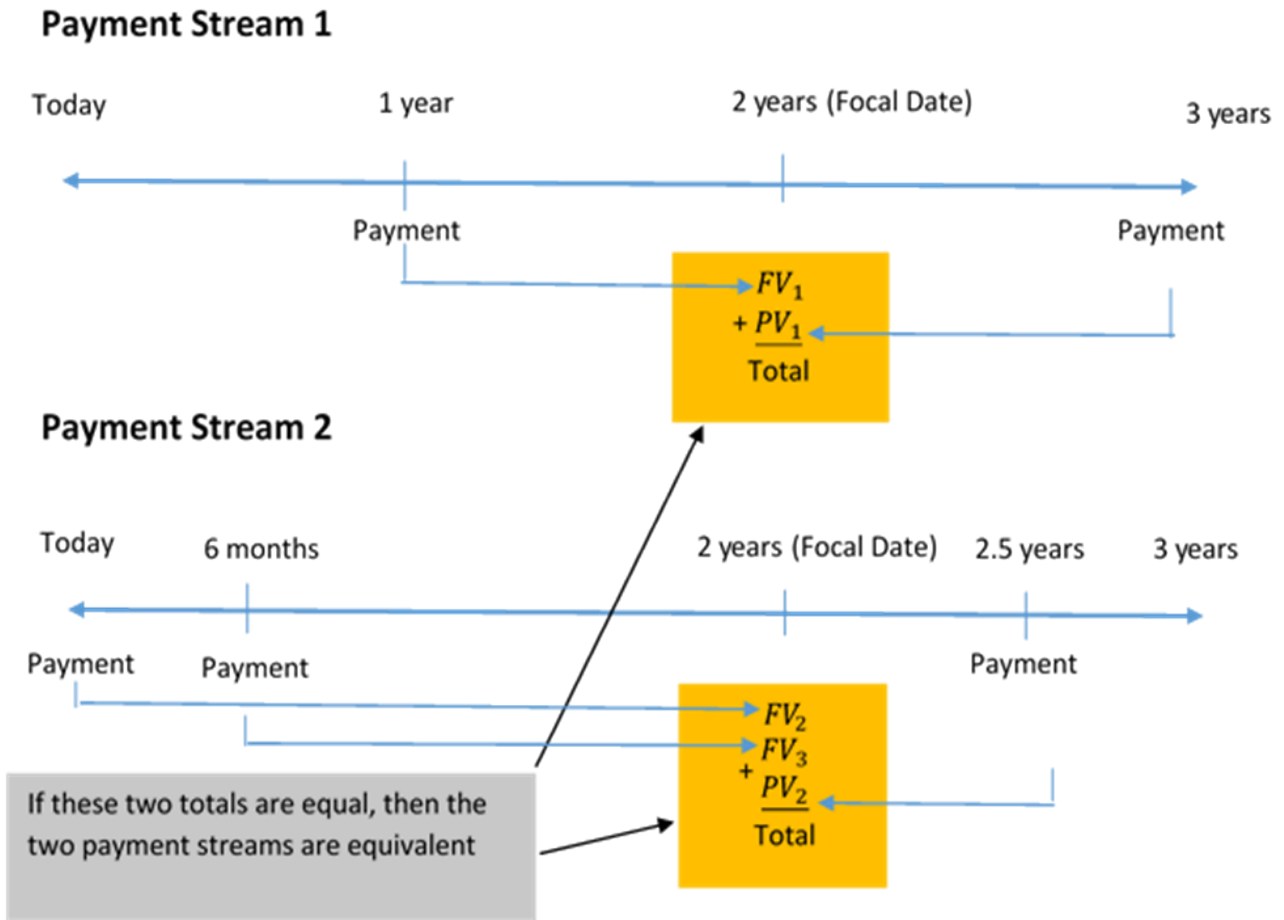 Payment Stream 1
Today 1 year 2 years (Focal Date) 3 years
Payment Payment
FV₁
+ PV₁
Total
Payment Stream 2
Today 6 months 2 years (Focal Date) 2.5 years 3 years
Payment Payment Payment
FV₂
FV₃
+
PV₂
Total
If these two totals are equal, then the
two payment streams are equivalent